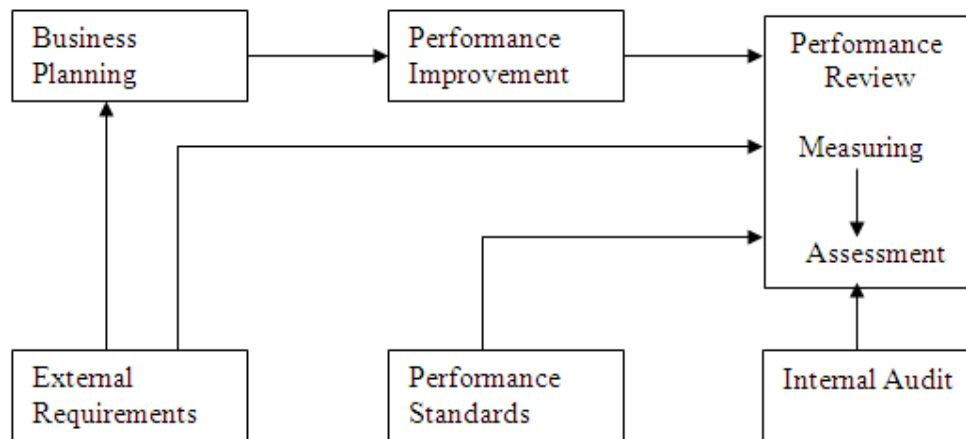 Business
Planning
Performance
Improvement
Performance
Review
Measuring
Assessment
External
Requirements
Performance
Standards
Internal Audit